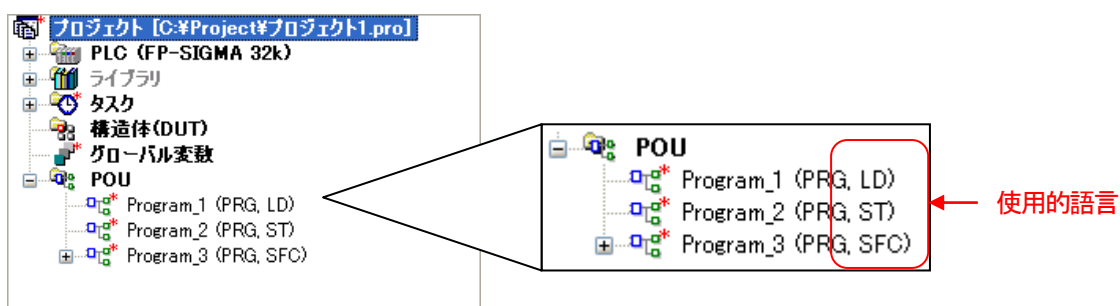 プロジェクト [C:¥Project¥プロジェクト1.pro]
PLC (FP-SIGMA 32k)
ライブラリ
タスク
構造体(DUT)
グローバル変数
POU
Program_1 (PRG, LD)
Program_2 (PRG, ST)
Program_3 (PRG, SFC)
POU
Program_1 (PRG, LD)
Program_2 (PRG, ST)
Program_3 (PRG, SFC)
使用的語言